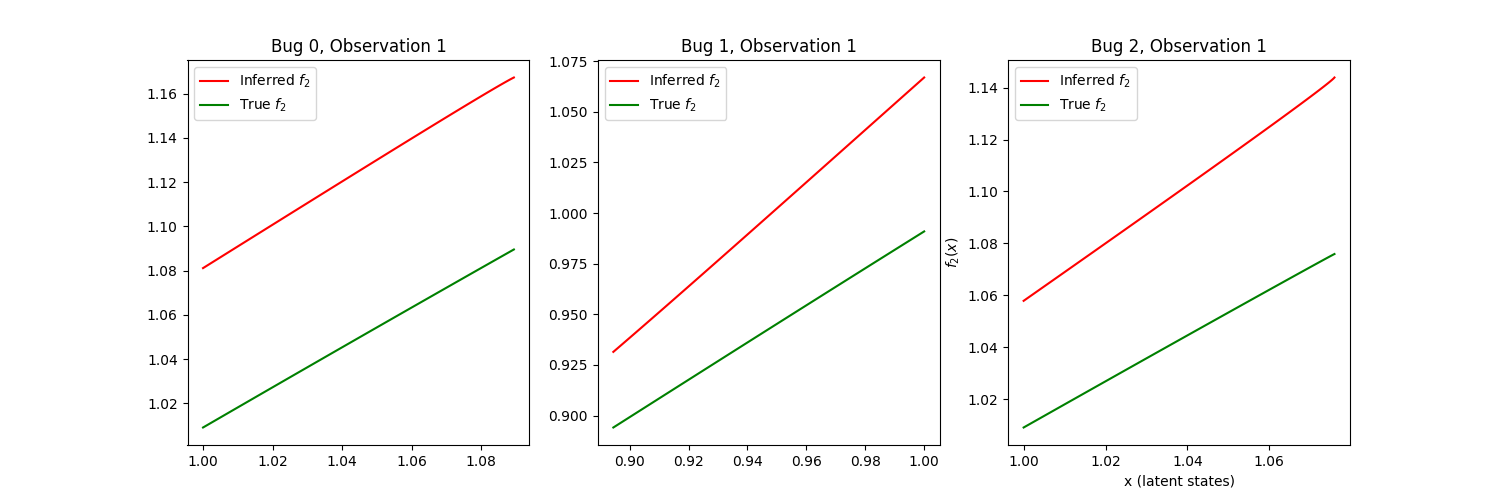 Bug 0, Observation 1
Inferred f₂
True f₂
1.16
1.14
1.12
1.10
1.08
1.06
1.04
1.02
1.00 1.02 1.04 1.06 1.08
Bug 1, Observation 1
Inferred f₂
True f₂
1.075
1.050
1.025
1.000
0.975
0.950
0.925
0.900
0.90 0.92 0.94 0.96 0.98 1.00
Bug 2, Observation 1
Inferred f₂
True f₂
f₂(x)
1.14
1.12
1.10
1.08
1.06
1.04
1.02
1.00 1.02 1.04 1.06
x (latent states)